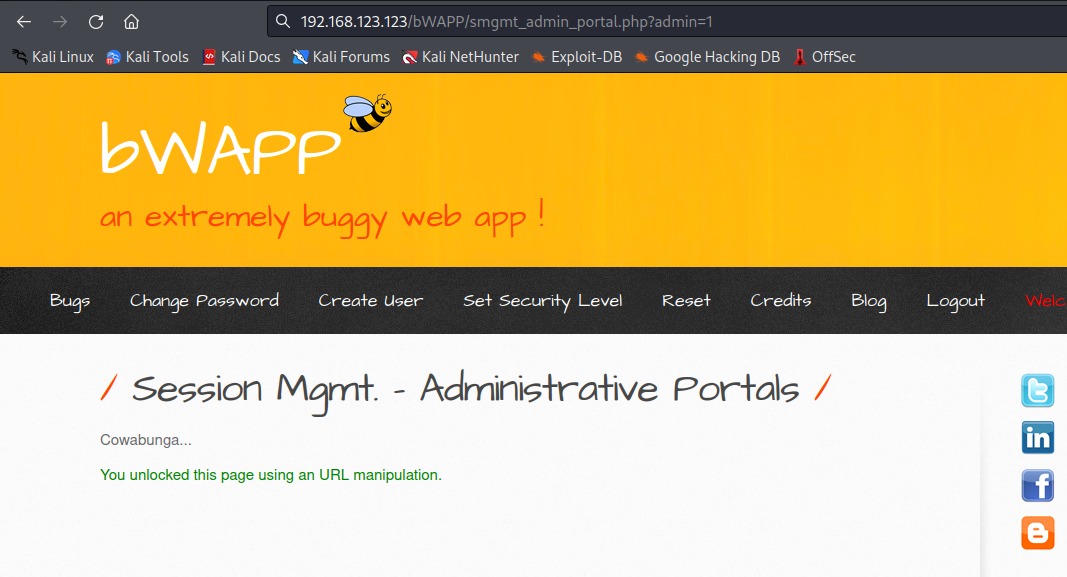 192.168.123.123/bWAPP/smgmt_admin_portal.php?admin=1
Kali Linux Kali Tools Kali Docs Kali Forums Kali NetHunter Exploit-DB Google Hacking DB OffSec
bWAPP
an extremely buggy web app !
Bugs Change Password Create User Set Security Level Reset Credits Blog Logout Welc
/ Session Mgmt. - Administrative Portals /
Cowabunga...
You unlocked this page using an URL manipulation.